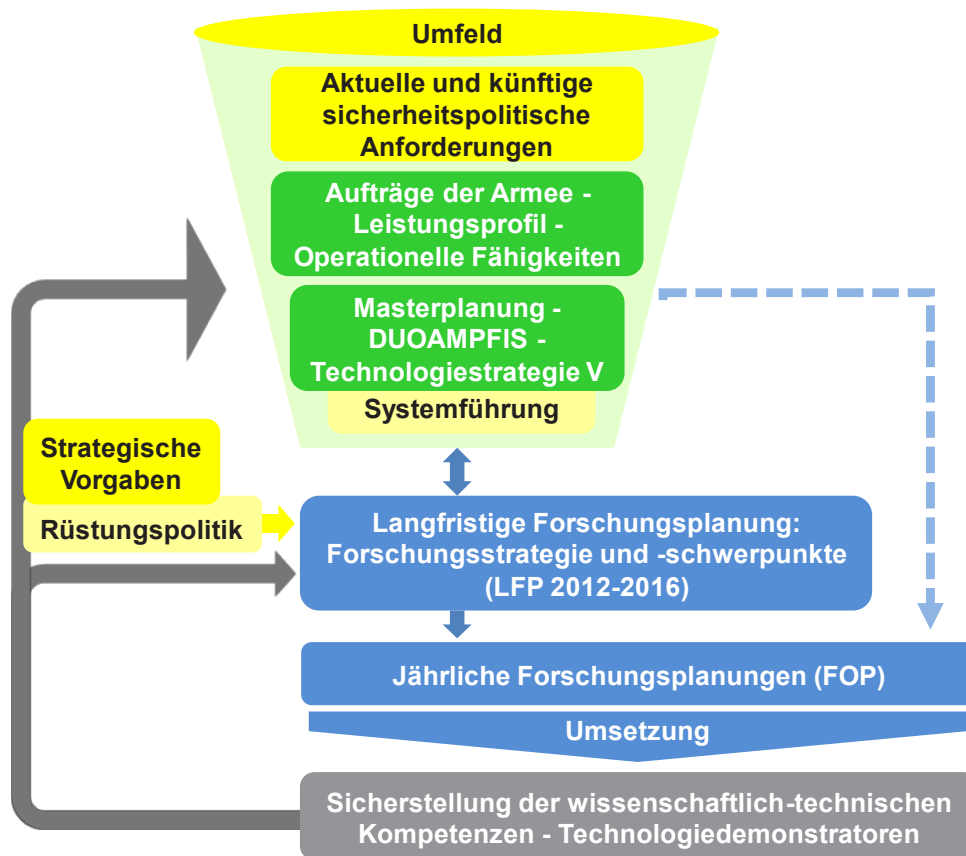 Umfeld
Aktuelle und künftige
sicherheitspolitische
Anforderungen
Aufträge der Armee -
Leistungsprofil -
Operationelle Fähigkeiten
Masterplanung -
DUOAMPFIS -
Technologiestrategie V
Systemführung
Strategische
Vorgaben
Rüstungspolitik
Langfristige Forschungsplanung:
Forschungsstrategie und -schwerpunkte
(LFP 2012-2016)
Jährliche Forschungsplanungen (FOP)
Umsetzung
Sicherstellung der wissenschaftlich-technischen
Kompetenzen - Technologiedemonstratoren